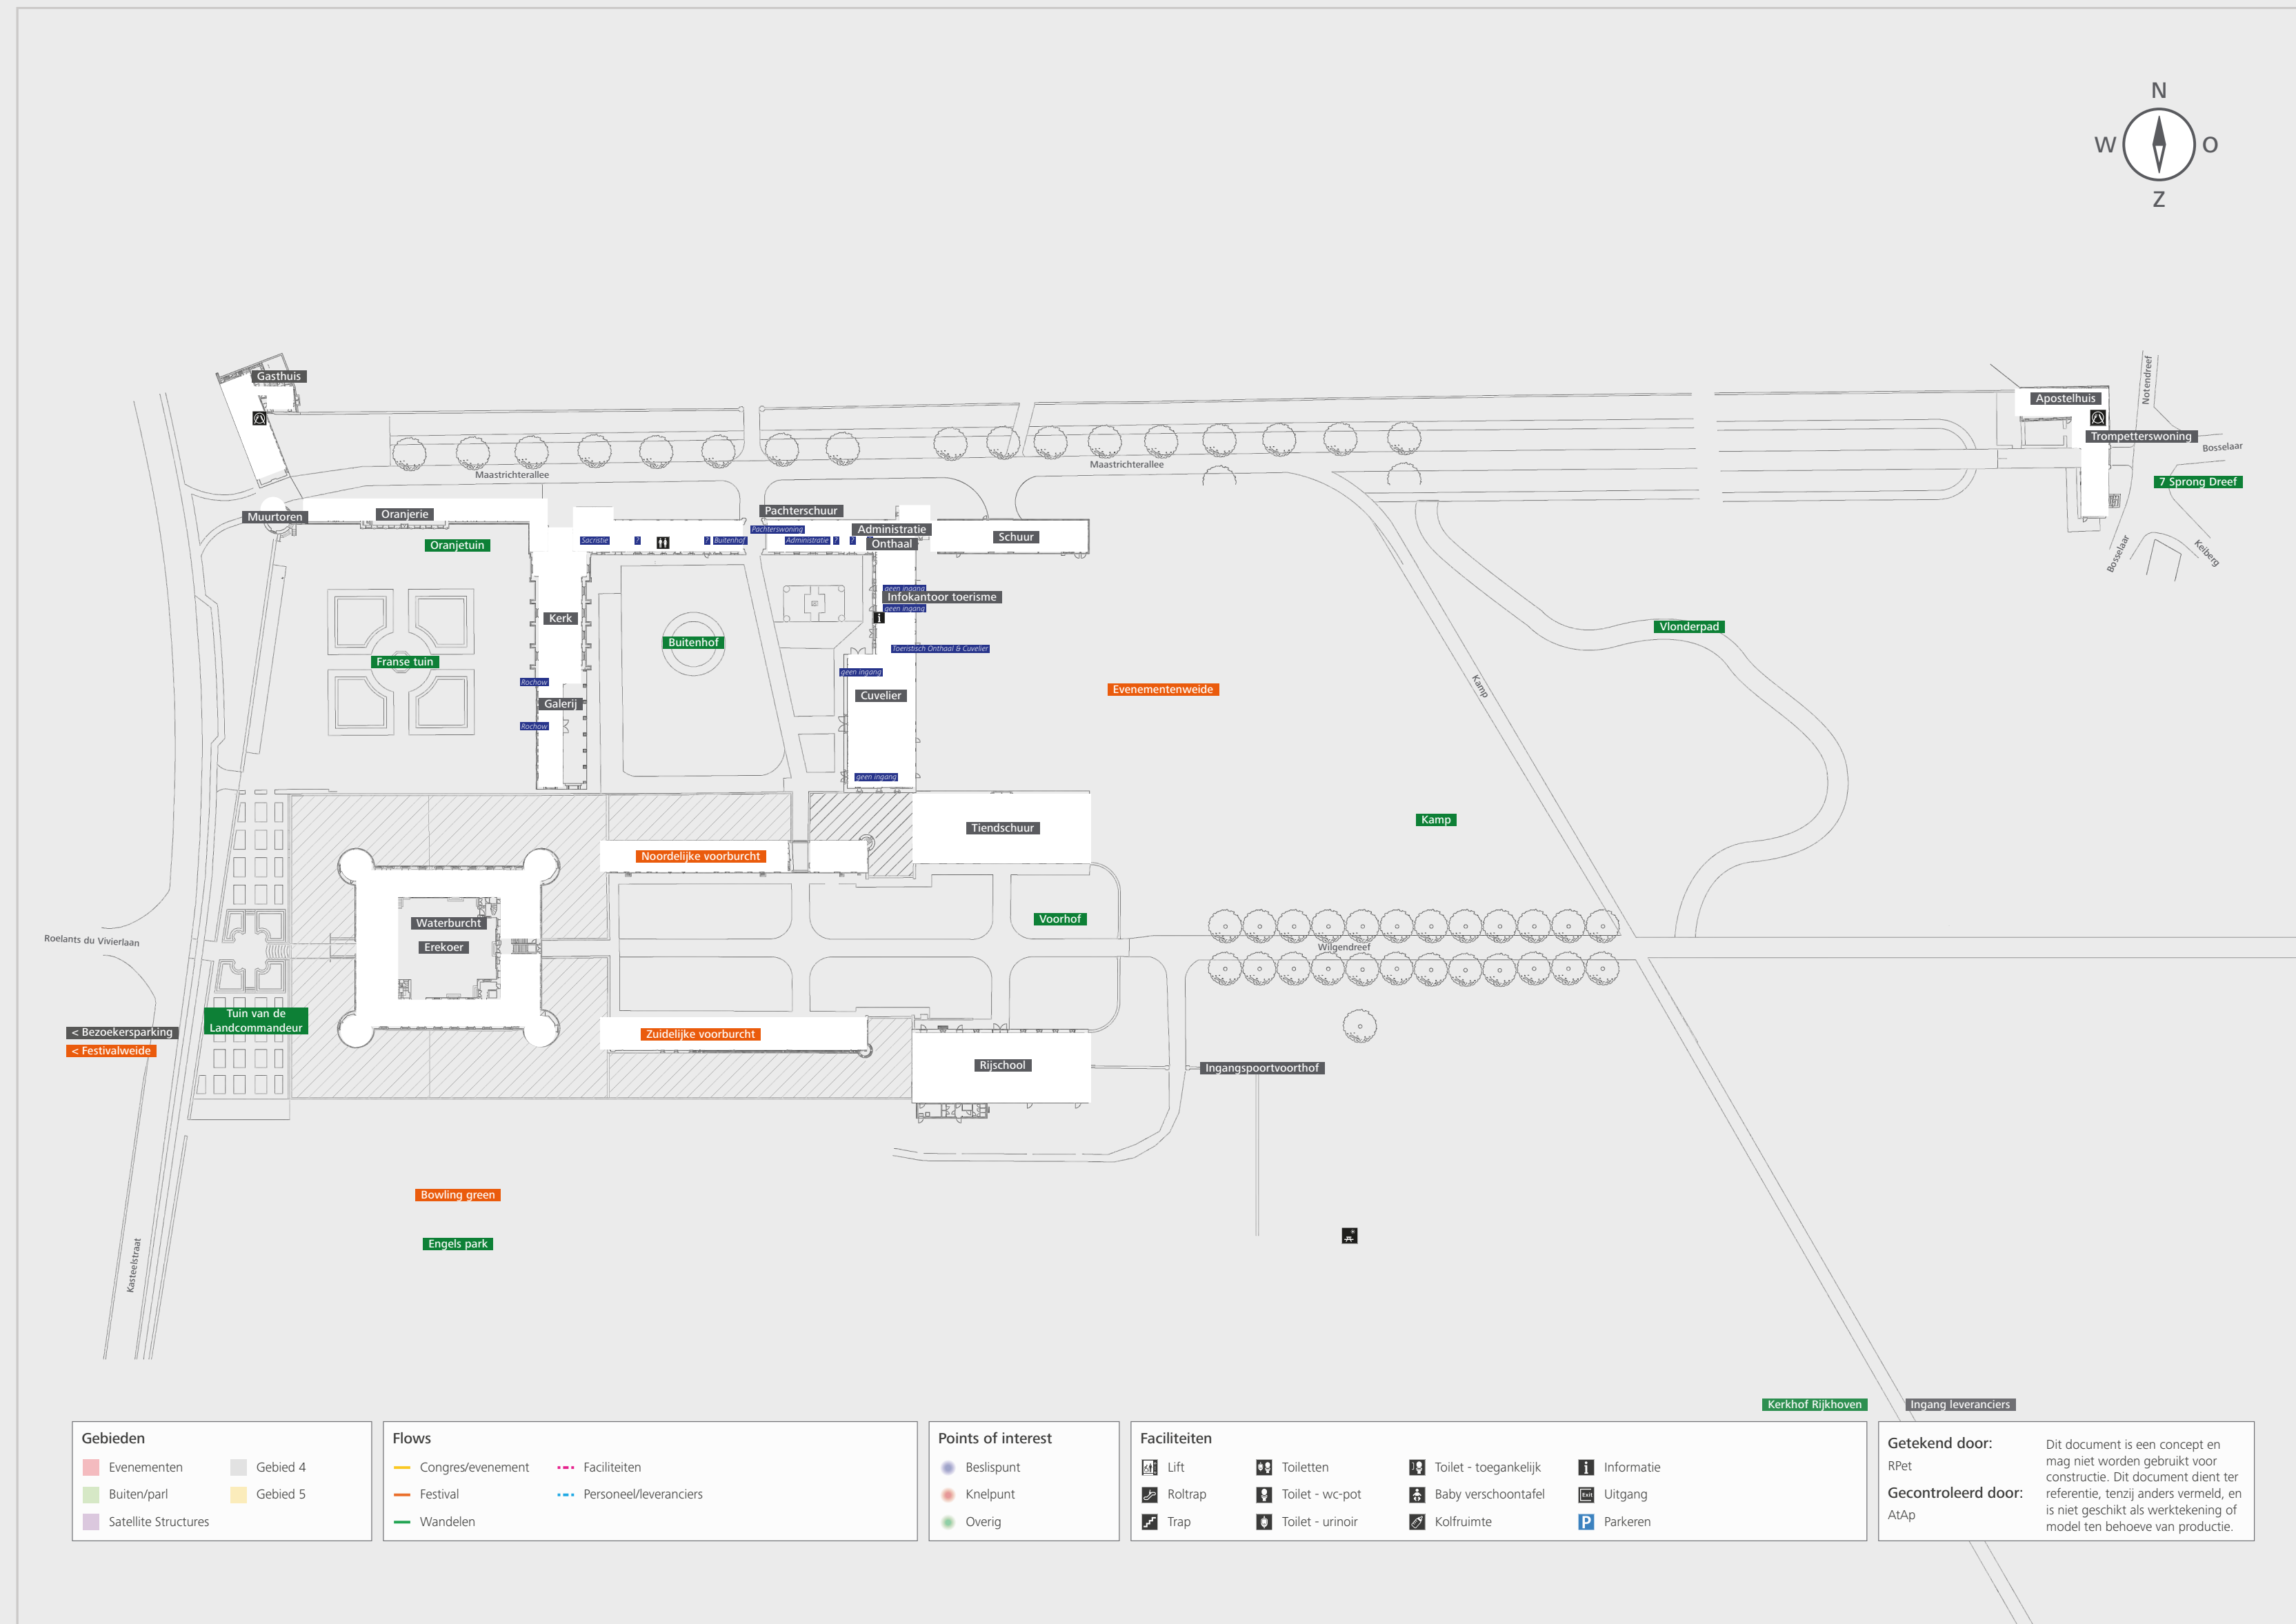 N
W
O
Z
Gasthuis
Maastrichterallee
Maastrichterallee
Apostelhuis
Trompetterswoning
Notendreef
Bosselaar
7 Sprong Dreef
Bosselaar
Keiberg
Muurtoren
Oranjerie
Oranjetuin
Pachterschuur
Pachterswoning
Administratie
Onthaal
Schuur
Sacristie
?
?
Buitenhof
Administratie
?
?
geen ingang
Infokantoor toerisme
geen ingang
Kerk
Buitenhof
Toeristisch Onthaal & Cuvelier
Vlonderpad
Franse tuin
geen ingang
Rochow
Galerij
Cuvelier
Evenementenweide
Kamp
Rochow
geen ingang
Tiendschuur
Kamp
Noordelijke voorburcht
Waterburcht
Erekoer
Voorhof
Roelants du Vivierlaan
Wilgendreef
Tuin van de
Landcommandeur
< Bezoekersparking
< Festivalweide
Zuidelijke voorburcht
Rijschool
Ingangspoortvoorthof
Bowling green
Engels park
Kasteelstraat
Kerkhof Rijkhoven
Ingang leveranciers
Gebieden
Evenementen
Buiten/parl
Satellite Structures
Gebied 4
Gebied 5
Flows
Congres/evenement
Festival
Wandelen
Faciliteiten
Personeel/leveranciers
Points of interest
Beslispunt
Knelpunt
Overig
Faciliteiten
Lift
Roltrap
Trap
Toiletten
Toilet - wc-pot
Toilet - urinoir
Toilet - toegankelijk
Baby verschoontafel
Kolfruimte
i
Informatie
Exit
Uitgang
P
Parkeren
Getekend door:
RPet
Gecontroleerd door:
AtAp
Dit document is een concept en
mag niet worden gebruikt voor
constructie. Dit document dient ter
referentie, tenzij anders vermeld, en
is niet geschikt als werktekening of
model ten behoeve van productie.